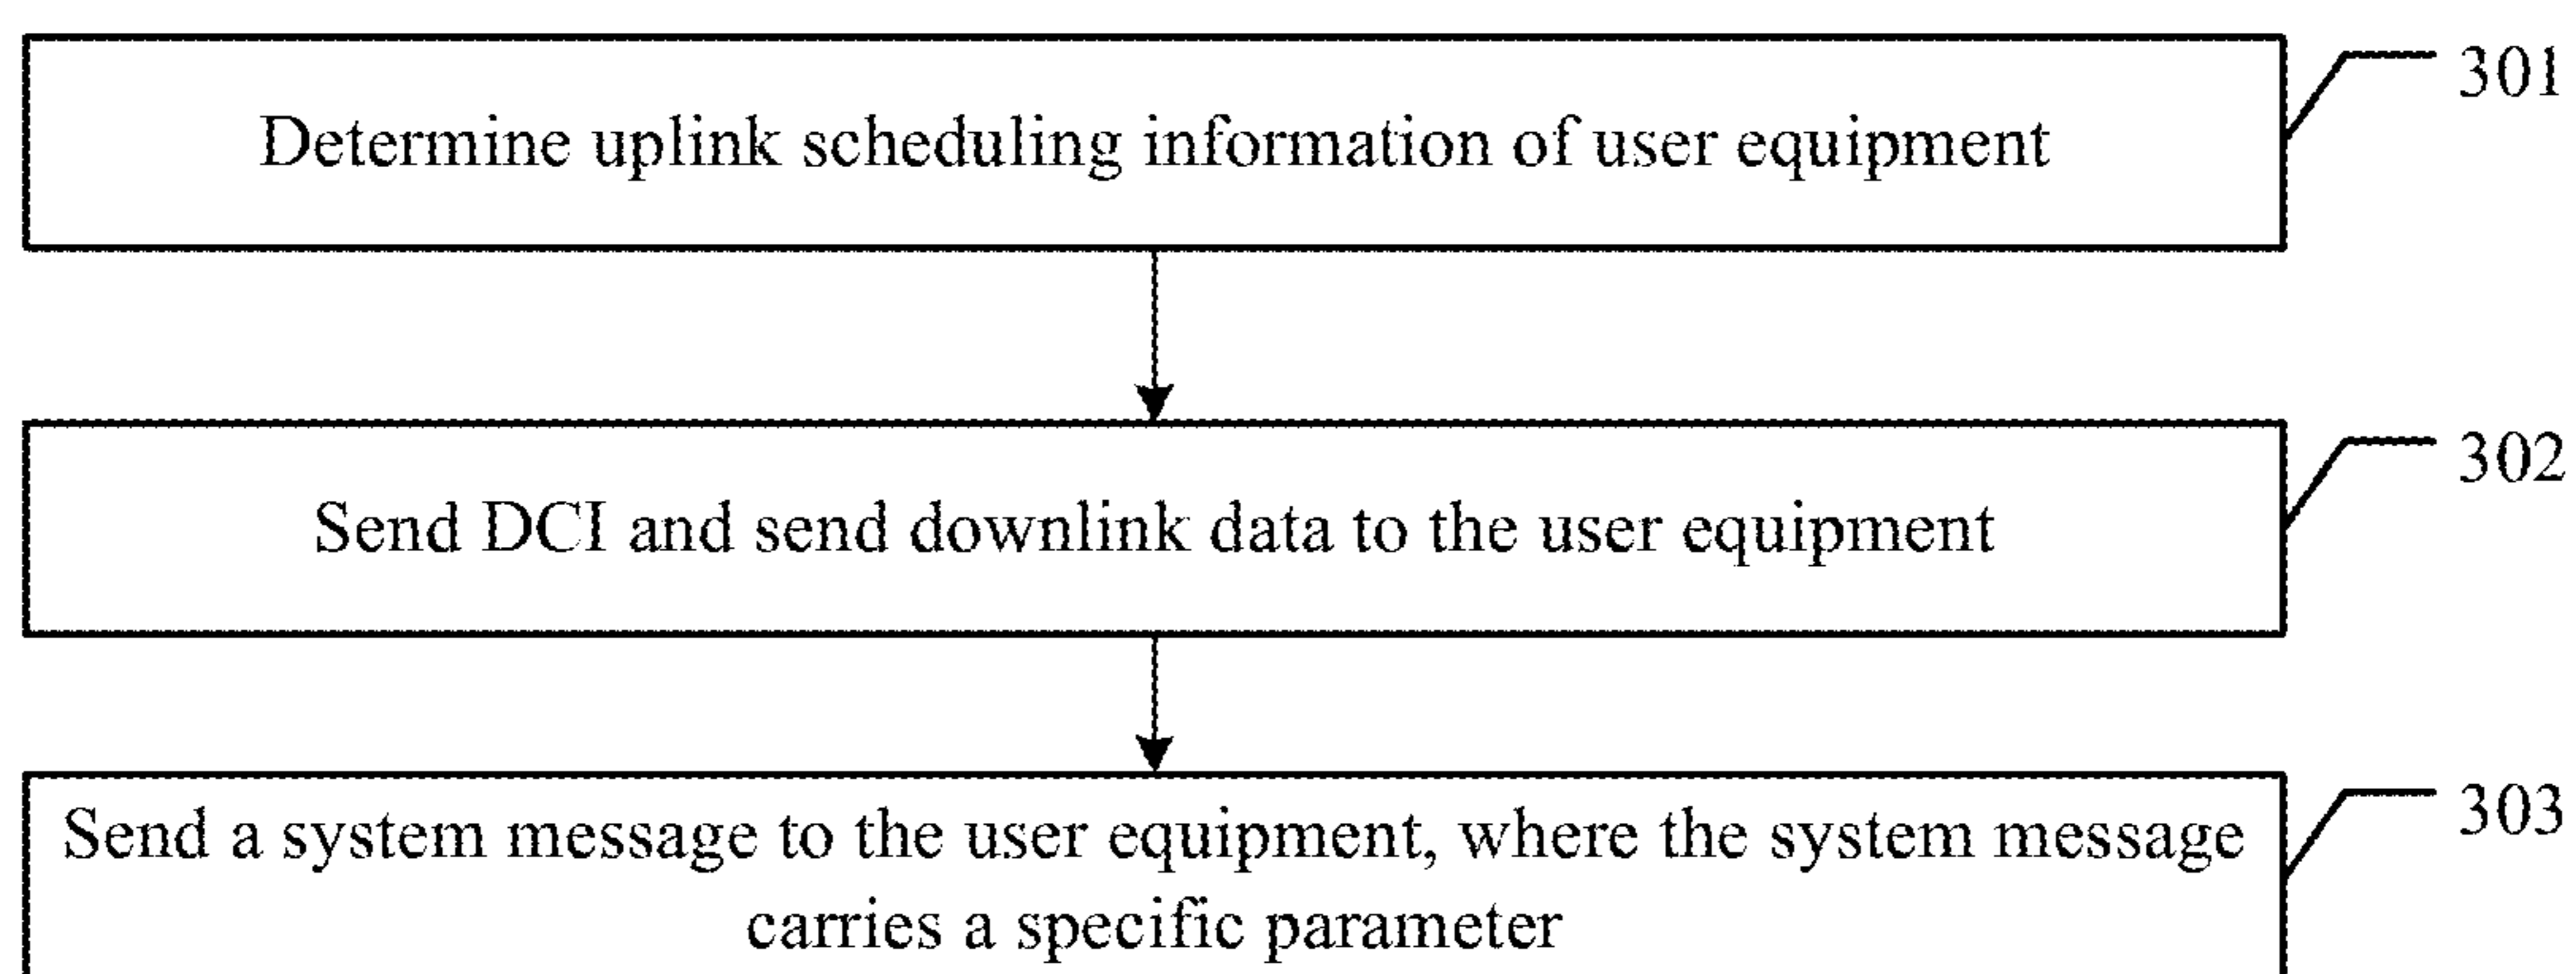 301
Determine uplink scheduling information of user equipment
302
Send DCI and send downlink data to the user equipment
303
Send a system message to the user equipment, where the system message
carries a specific parameter